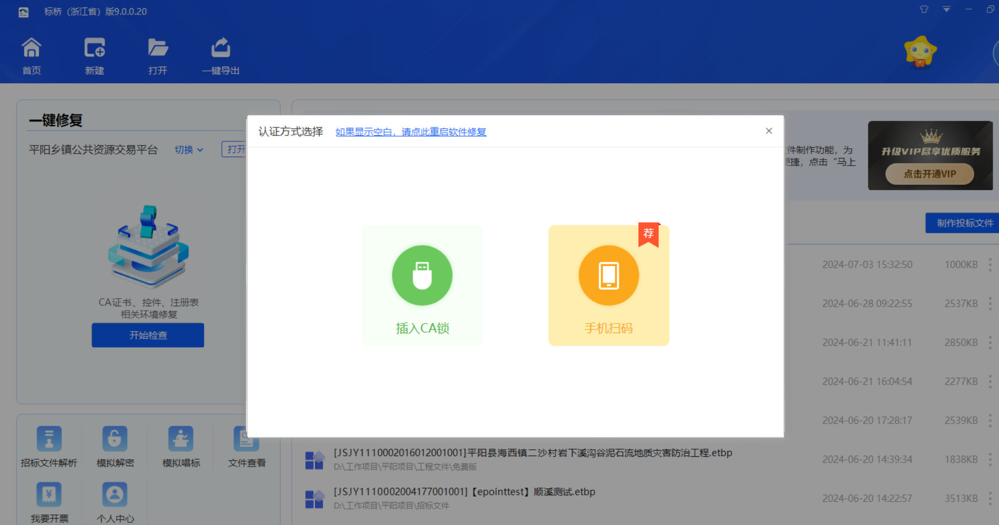 标桥（浙江省）版9.0.0.20
首页
新建
打开
一键导出
一键修复
平阳乡镇公共资源交易平台
切换
打开
CA证书、控件、注册表
相关环境修复
开始检查
认证方式选择
如果显示空白，请点此重启软件修复
插入CA锁
荐
手机扫码
件制作功能，为
捷，点击“马上
升级VIP尽享优质服务
点击开通VIP
制作投标文件
2024-07-03 15:32:50 1000KB
2024-06-28 09:22:55 2537KB
2024-06-21 11:41:11 2850KB
2024-06-21 16:04:54 2277KB
2024-06-20 17:28:17 2539KB
[JSJY1110002016012001001]平阳县海西镇二沙村岩下溪沟谷泥石流地质灾害防治工程.etbp
D:\工作项目\平阳项目\工程文件\免费版
2024-06-20 14:39:34 1838KB
[JSJY1110002004177001001]【epointtest】顺溪测试.etbp
D:\工作项目\平阳项目\招标文件
2024-06-20 14:22:57 3513KB
招标文件解析
模拟解密
模拟唱标
文件查看
我要开票
个人中心